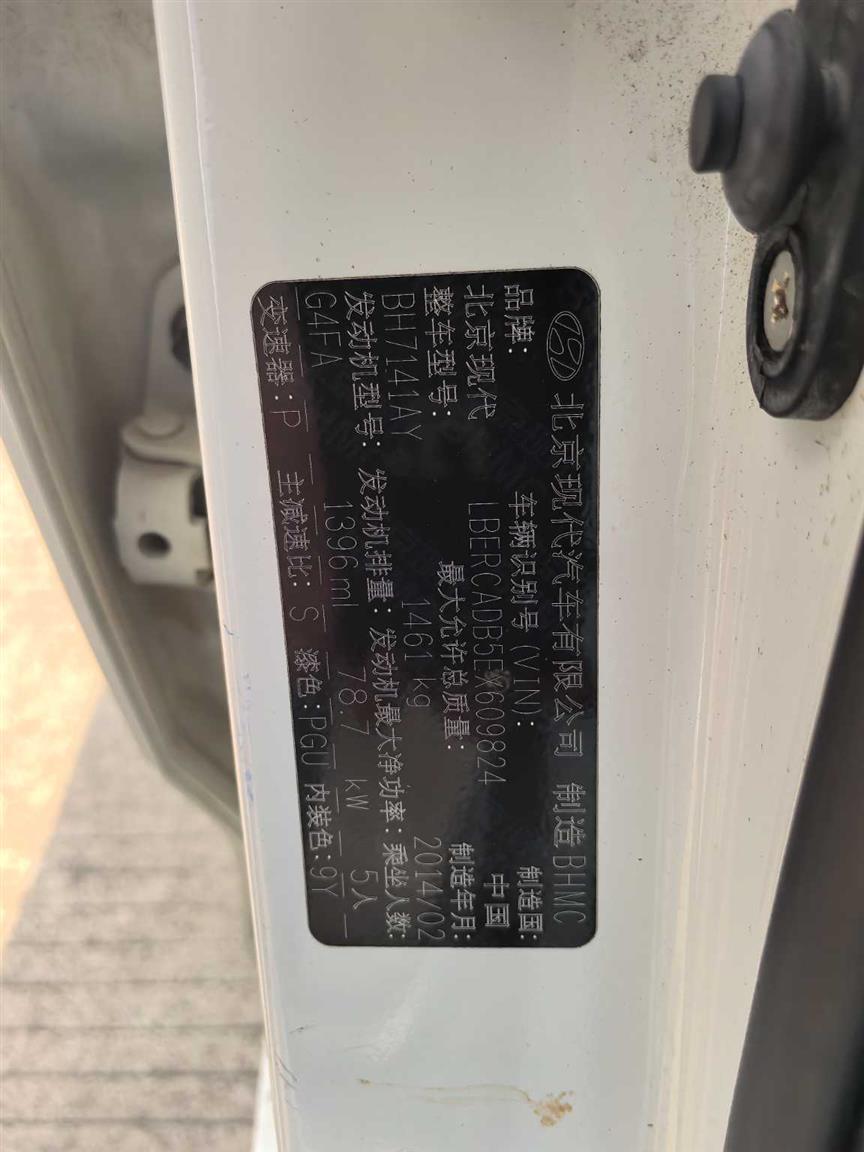 北京现代汽车有限公司 制造 BHMC
品牌: 车辆识别号 (VIN): 制造国:
北京现代 LBERCADB5EX609824 中国
整车型号: 最大允许总质量: 制造年月:
BH7141AY 1461 kg 2014/02
发动机型号: 发动机排量: 发动机最大净功率: 乘坐人数:
G4FA 1396 ml 78.7 kW 5人
变速器: P 主减速比: S 漆色: PGU 内装色: 9Y